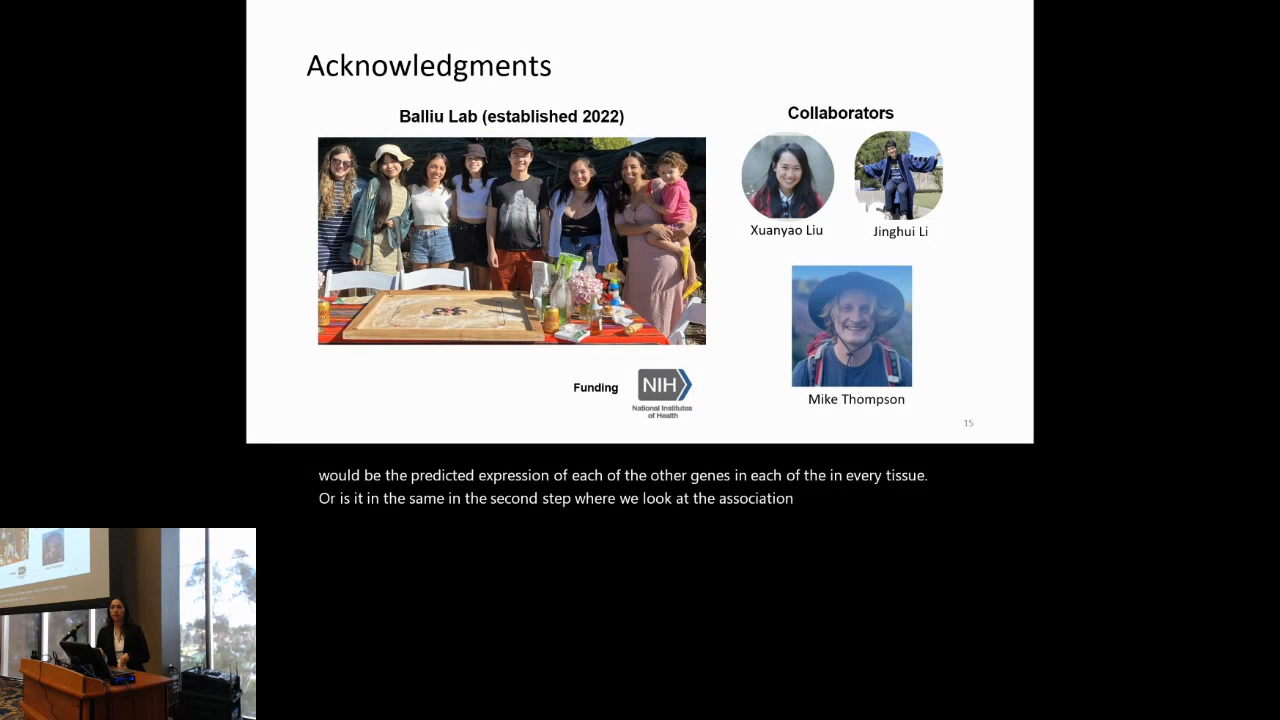 Acknowledgments
Balliu Lab (established 2022)
Collaborators
Xuanyao Liu
Jinghui Li
Mike Thompson
Funding
NIH
National Institutes
of Health
15
would be the predicted expression of each of the other genes in each of the in every tissue.
Or is it in the same in the second step where we look at the association